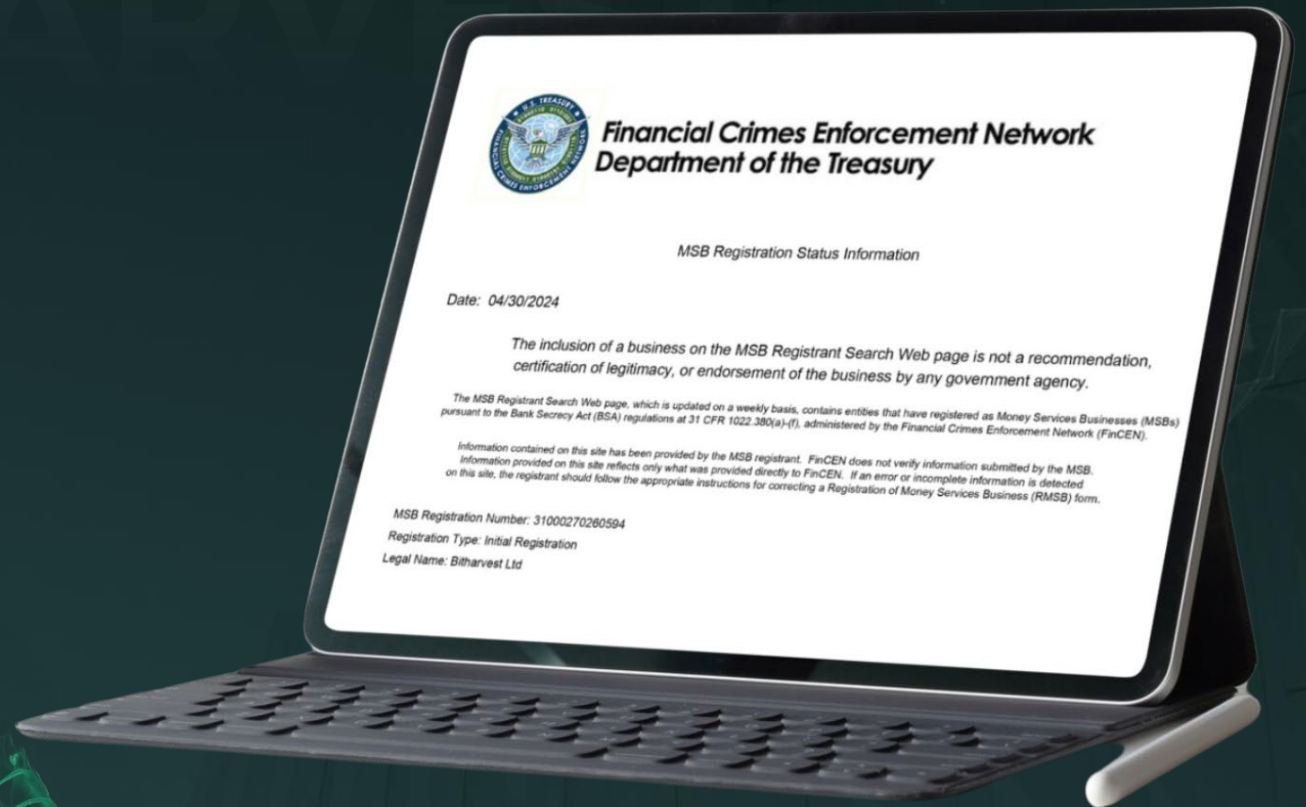 Financial Crimes Enforcement Network
Department of the Treasury
MSB Registration Status Information
Date: 04/30/2024
The inclusion of a business on the MSB Registrant Search Web page is not a recommendation,
certification of legitimacy, or endorsement of the business by any government agency.
The MSB Registrant Search Web page, which is updated on a weekly basis, contains entities that have registered as Money Services Businesses (MSBs)
pursuant to the Bank Secrecy Act (BSA) regulations at 31 CFR 1022.380(a)-(f), administered by the Financial Crimes Enforcement Network (FinCEN).
Information contained on this site has been provided by the MSB registrant. FinCEN does not verify information submitted by the MSB.
Information provided on this site reflects only what was provided directly to FinCEN. If an error or incomplete information is detected
on this site, the registrant should follow the appropriate instructions for correcting a Registration of Money Services Business (RMSB) form.
MSB Registration Number: 31000270260594
Registration Type: Initial Registration
Legal Name: Bitharvest Ltd